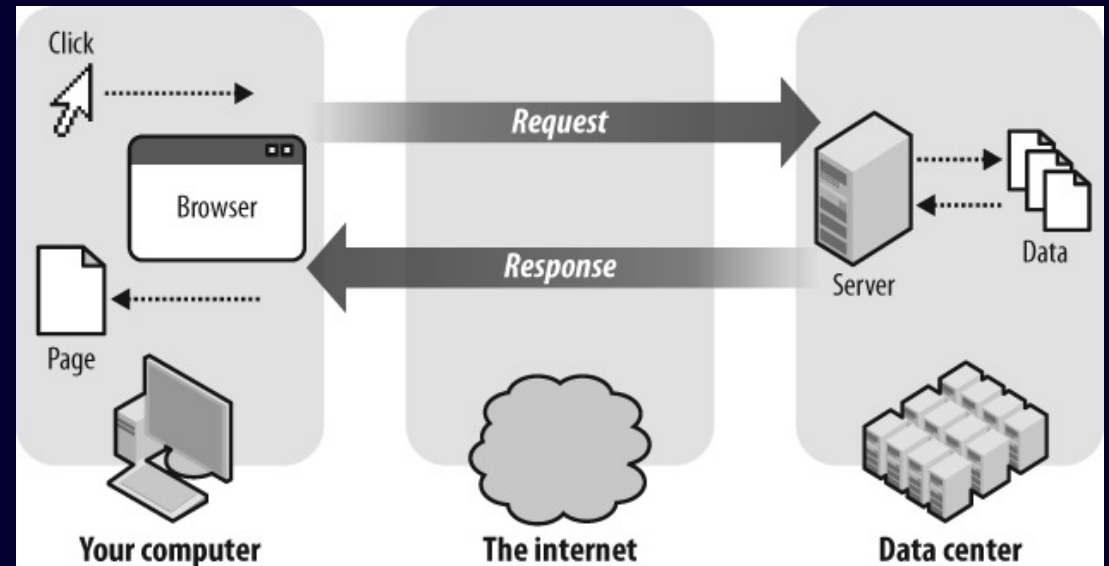 Click
Request
Browser
Response
Server
Data
Page
Your computer
The internet
Data center